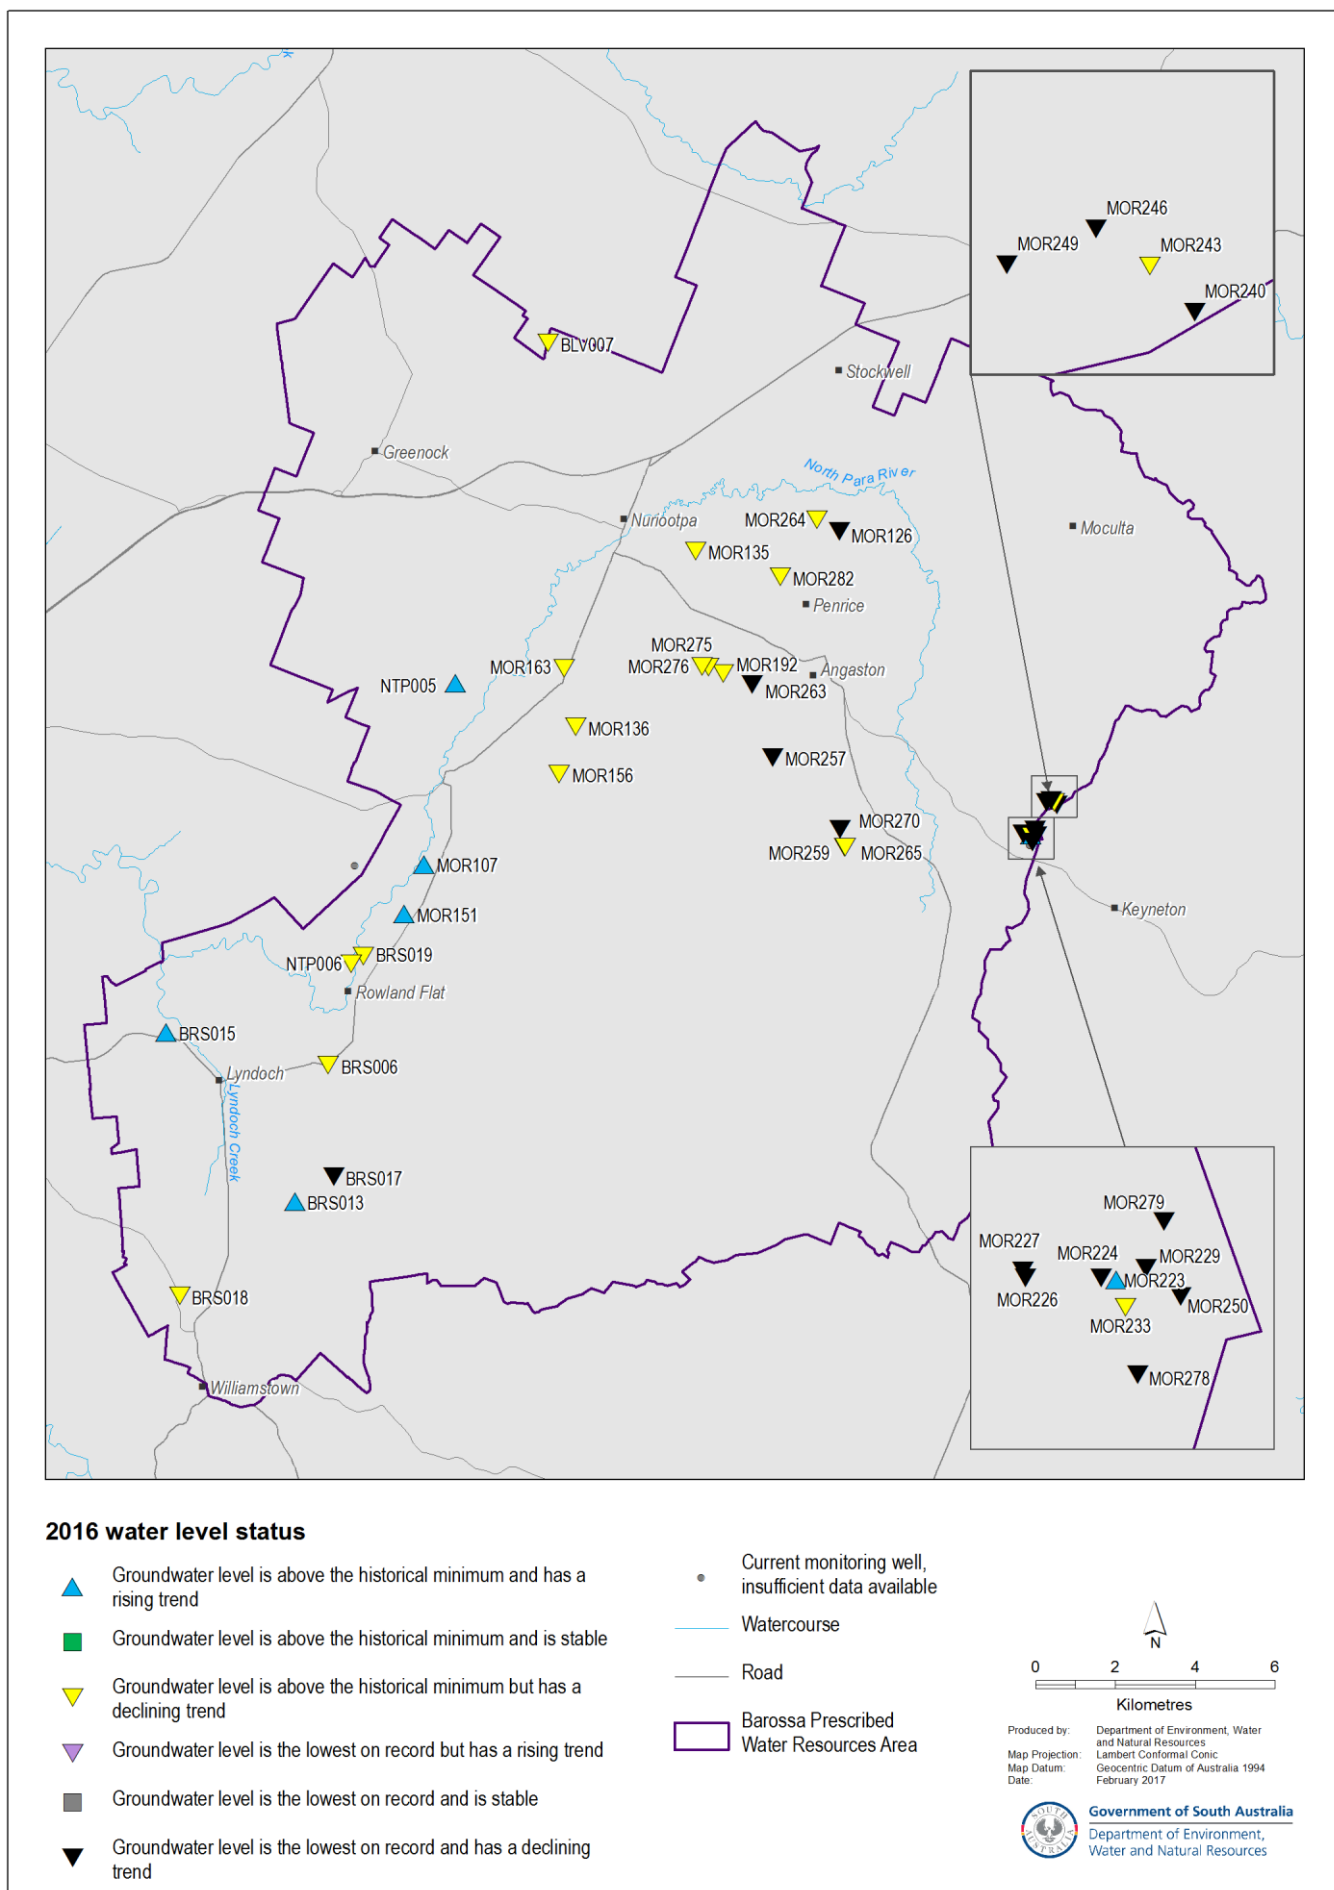 MOR246
MOR249
MOR243
MOR240
BLV007
Stockwell
Greenock
North Para River
Nuriootpa
MOR264
MOR126
Moculta
MOR135
MOR282
Penrice
MOR275
MOR163
MOR276
MOR192
Angaston
NTP005
MOR263
MOR136
MOR257
MOR156
MOR270
MOR259
MOR265
MOR107
Keyneton
MOR151
BRS019
NTP006
Rowland Flat
BRS015
BRS006
Lyndoch
Lyndoch Creek
BRS017
BRS013
MOR279
MOR227
MOR224
MOR229
MOR223
MOR226
MOR250
MOR233
BRS018
MOR278
Williamstown
2016 water level status
Groundwater level is above the historical minimum and has a
rising trend
Groundwater level is above the historical minimum and is stable
Groundwater level is above the historical minimum but has a
declining trend
Groundwater level is the lowest on record but has a rising trend
Groundwater level is the lowest on record and is stable
Groundwater level is the lowest on record and has a declining
trend
Current monitoring well,
insufficient data available
Watercourse
Road
Barossa Prescribed
Water Resources Area
N
0 2 4 6
Kilometres
Produced by: Department of Environment, Water
and Natural Resources
Map Projection: Lambert Conformal Conic
Map Datum: Geocentric Datum of Australia 1994
Date: February 2017
SOUTH AUSTRALIA
Government of South Australia
Department of Environment,
Water and Natural Resources